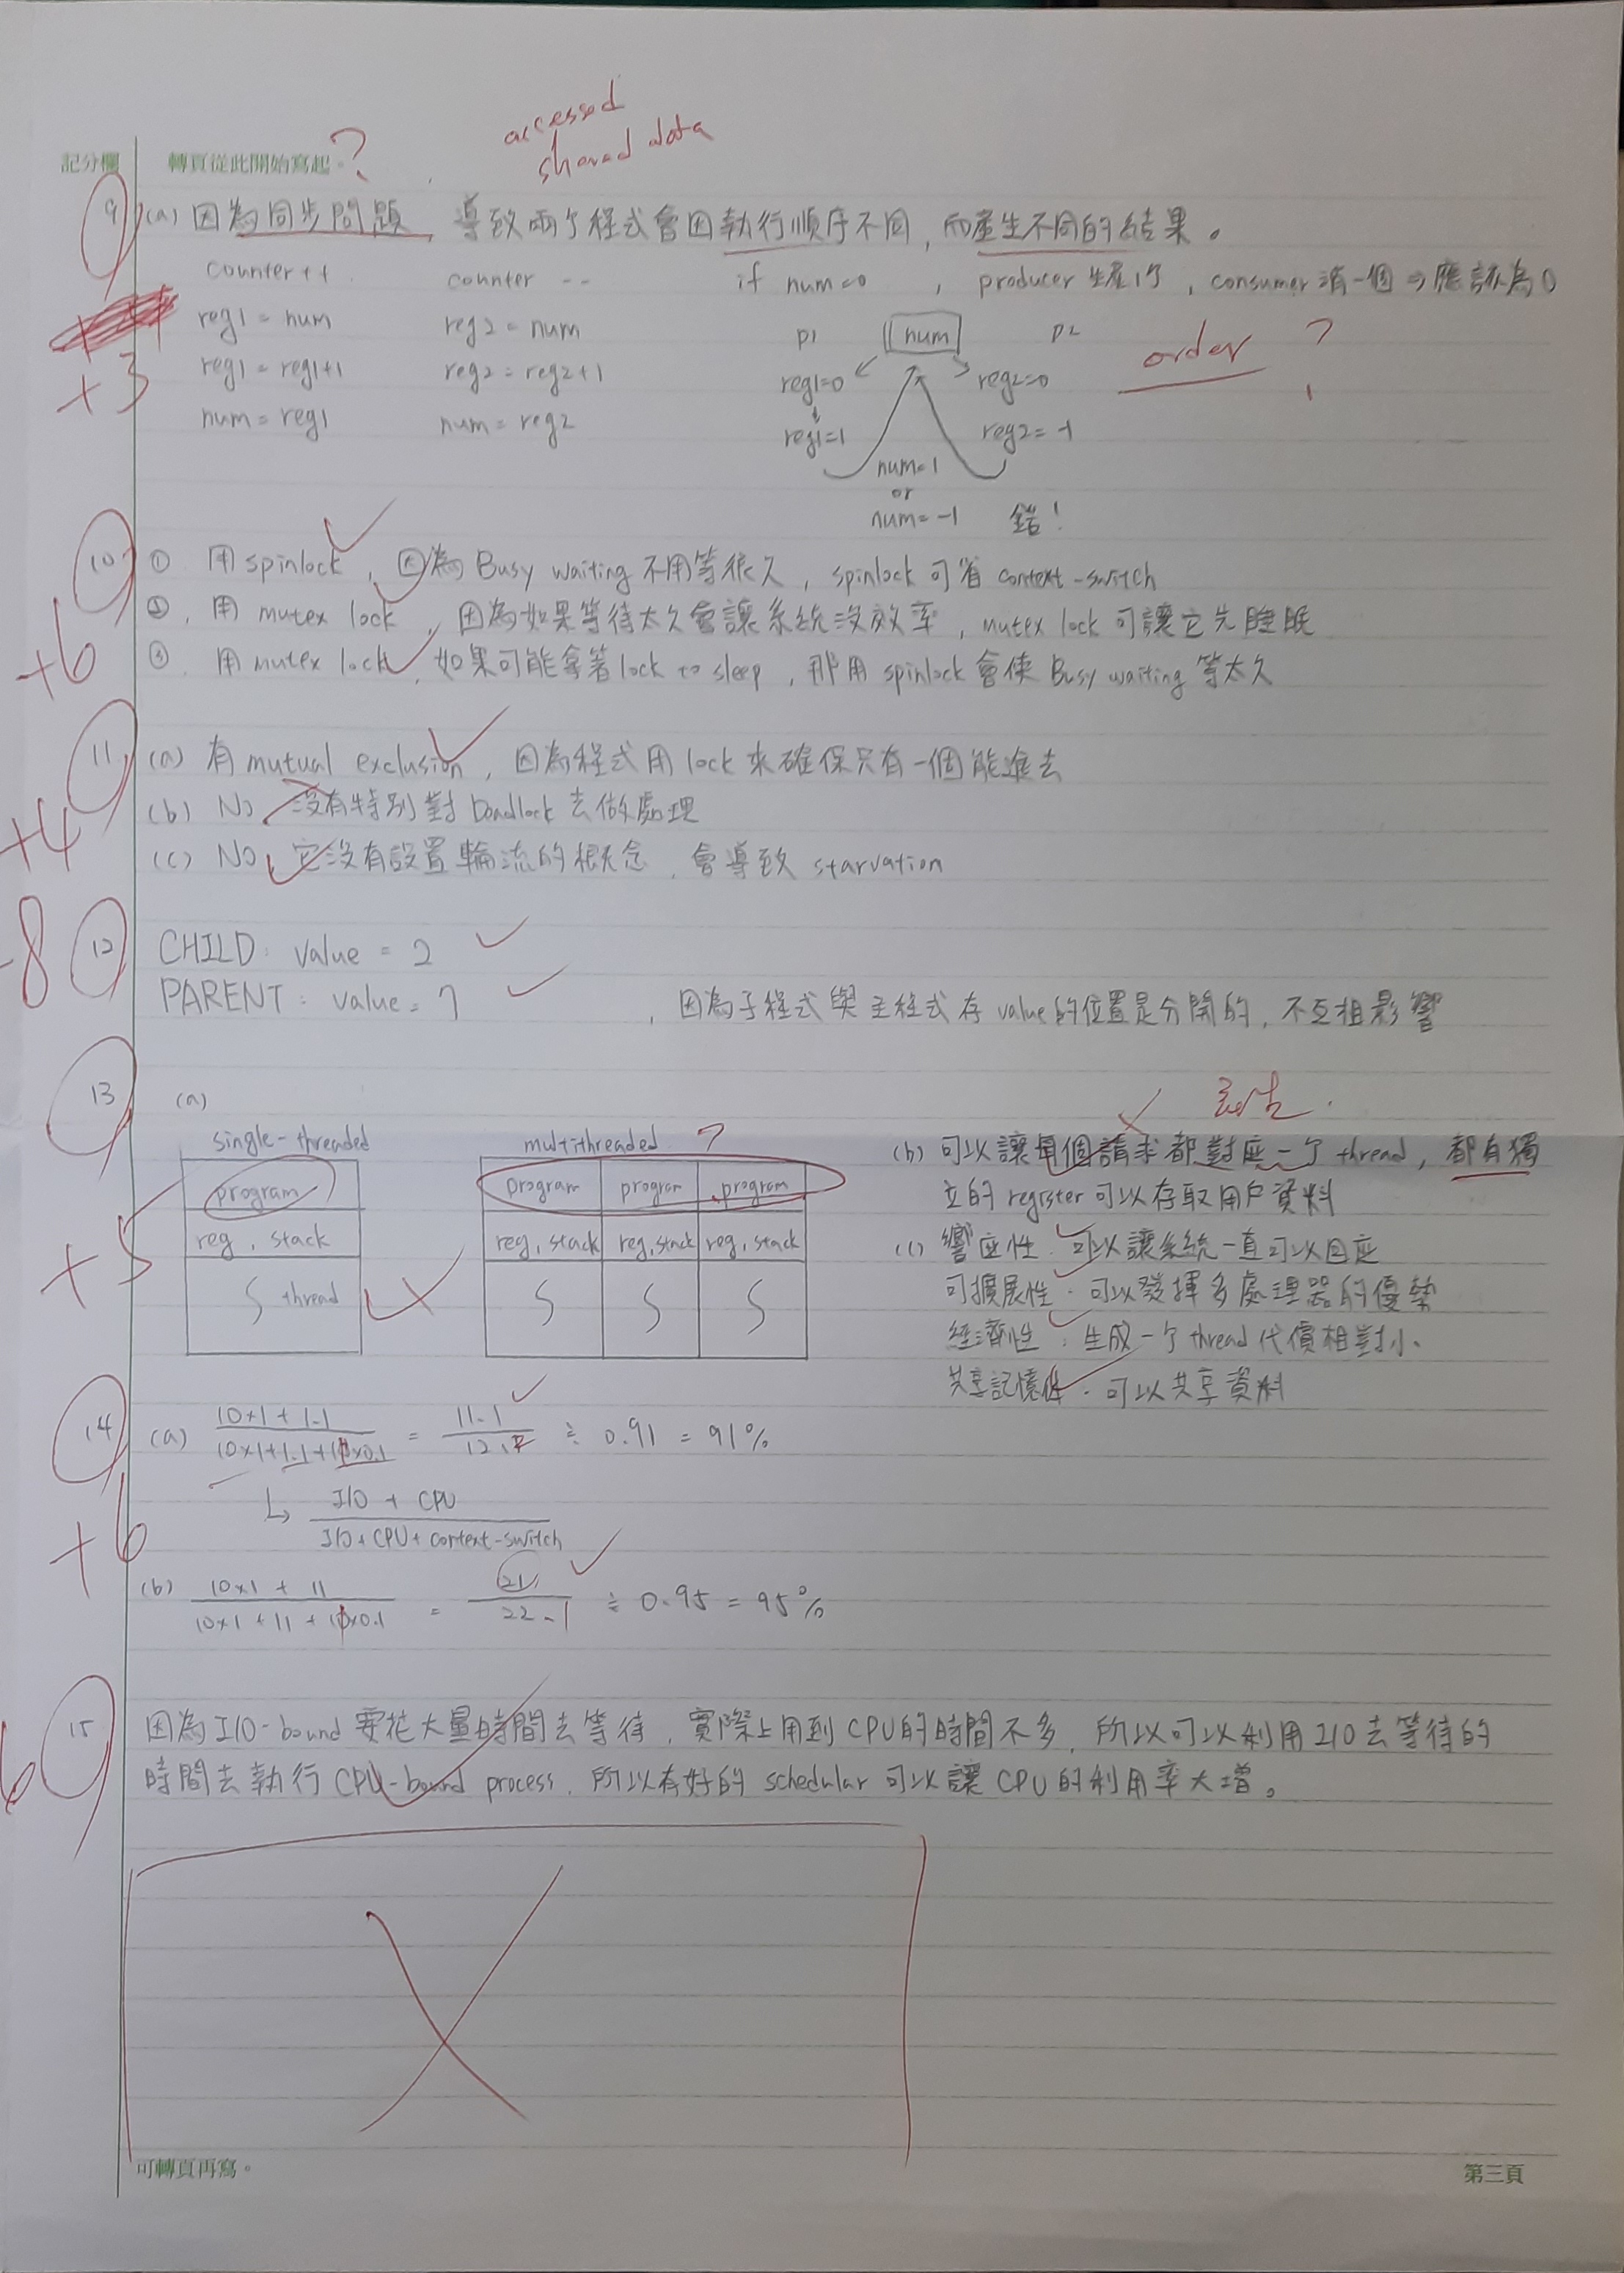 accessed
shared data
記分欄 轉頁從此開始寫起。 ?
9 (a) 因為同步問題, 導致兩个程式會因執行順序不同, 而產生不同的結果。
counter++ counter -- if num=0 , producer 生產1个, consumer 消一個 ⇒ 應該為0
reg1 = num reg2 = num P1 num P2 order ?
+3 reg1 = reg1+1 reg2 = reg2+1 reg1=0 reg2=0
num = reg1 num = reg2 reg1=1 reg2=-1
num=1
or
num=-1 錯!
10 ① 用 spinlock, 因為 Busy waiting 不用等很久, spinlock 可省 context-switch
②. 用 mutex lock, 因為如果等待太久會讓系統沒效率, mutex lock 可讓它先睡眠
+6 ③. 用 mutex lock, 如果可能拿著 lock to sleep, 那用 spinlock 會使 Busy waiting 等太久
11 (a) 有 mutual exclusion, 因為程式用 lock 來確保只有一個能進去
+4 (b) No, 沒有特別對 Deadlock 去做處理
(c) No, 它沒有設置輪流的概念, 會導致 starvation
8 12 CHILD: value = 2
PARENT: value = 7 , 因為子程式與主程式存 value 的位置是分開的, 不互相影響
13 (a)
single-threaded multithreaded ?
program program program program
reg, stack reg, stack reg, stack reg, stack
+5 thread
(b) 可以讓每個請求都對應一个 thread, 都有獨
立的 register 可以存取用戶資料
(c) 響應性: 可以讓系統一直可以回應
可擴展性: 可以發揮多處理器的優勢
經濟性: 生成一个 thread 代價相對小、
共享記憶体: 可以共享資料
14 (a) 10×1+1.1 / 10×1+1.1+11×0.1 = 11.1 / 12.2 ≒ 0.91 = 91%
↳ I/O + CPU / I/O + CPU + context-switch
+6
(b) 10×1 + 11 / 10×1 + 11 + 11×0.1 = 21 / 22.1 ≒ 0.95 = 95%
6 15 因為 I/O-bound 要花大量時間去等待, 實際上用到 CPU 的時間不多, 所以可以利用 I/O 去等待的
時間去執行 CPU-bound process, 所以有好的 schedular 可以讓 CPU 的利用率大增。
可轉頁再寫。 第三頁